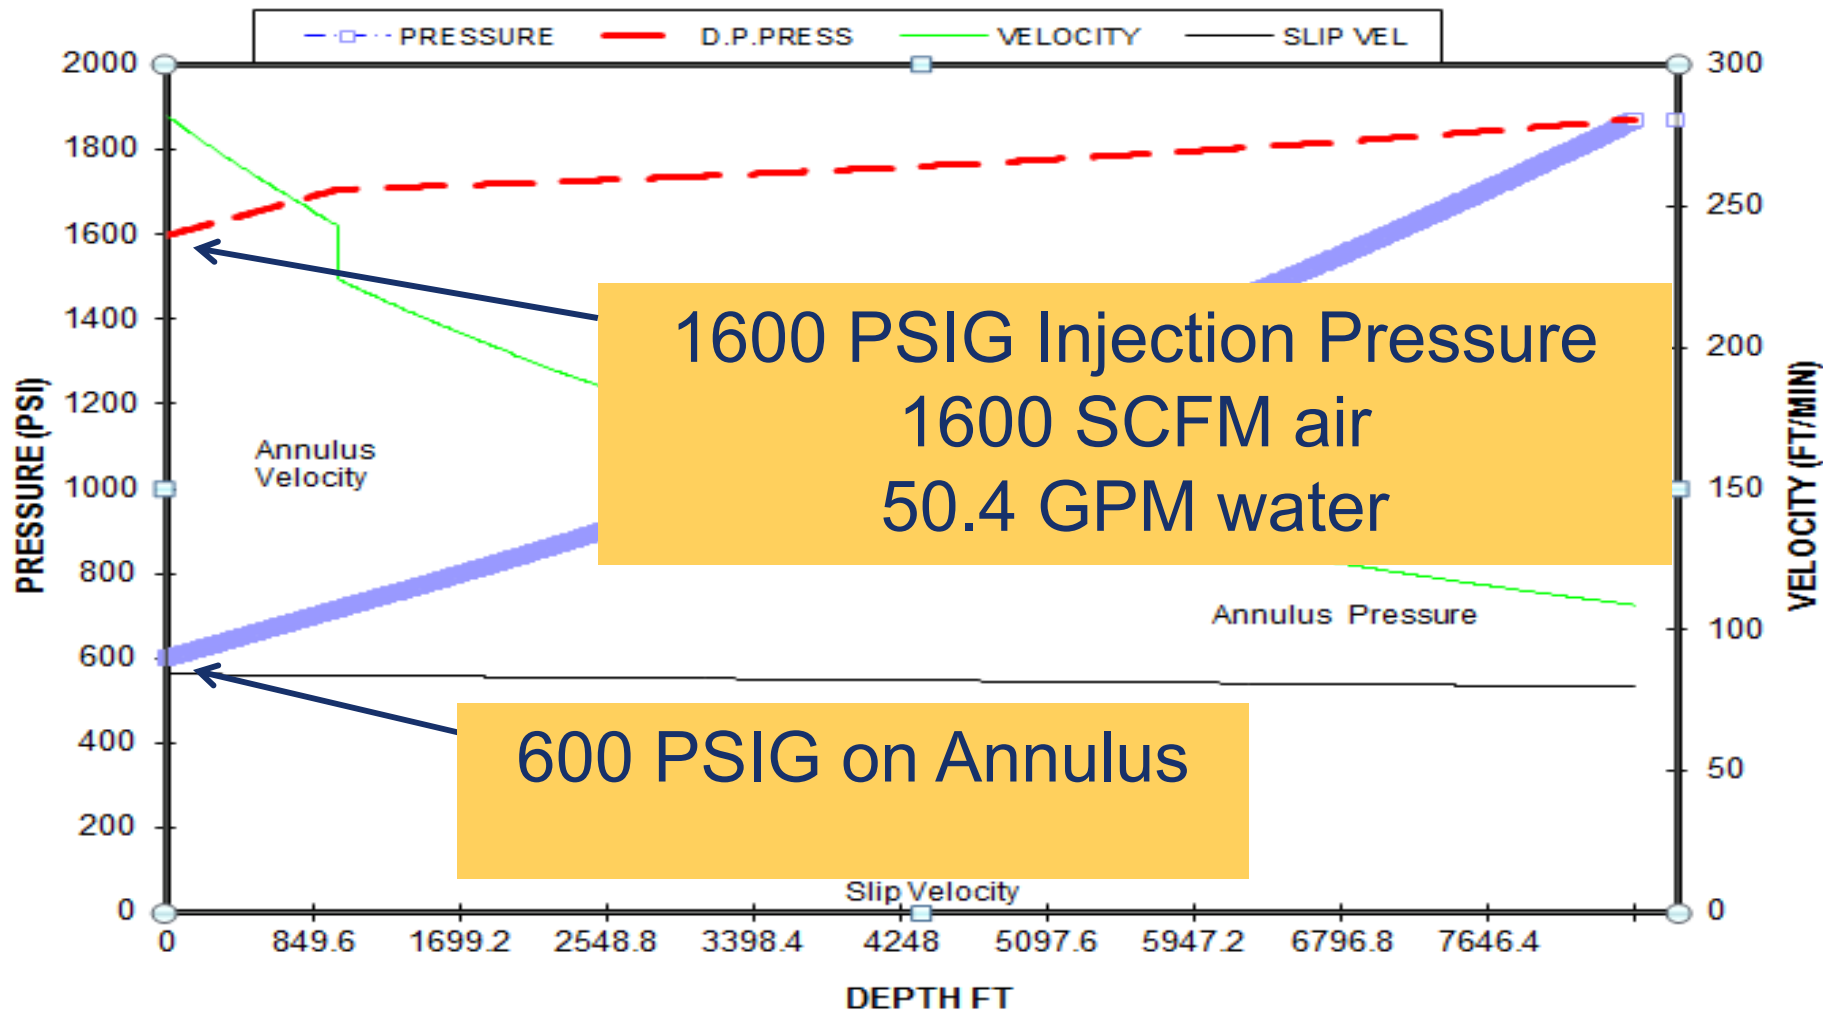 PRESSURE D.P.PRESS VELOCITY SLIP VEL
2000
1800
1600
1400
1200
1000
800
600
400
200
0
PRESSURE (PSI)
300
250
200
150
100
50
0
VELOCITY (FT/MIN)
1600 PSIG Injection Pressure
1600 SCFM air
50.4 GPM water
Annulus
Velocity
Annulus Pressure
600 PSIG on Annulus
Slip Velocity
0 849.6 1699.2 2548.8 3398.4 4248 5097.6 5947.2 6796.8 7646.4
DEPTH FT